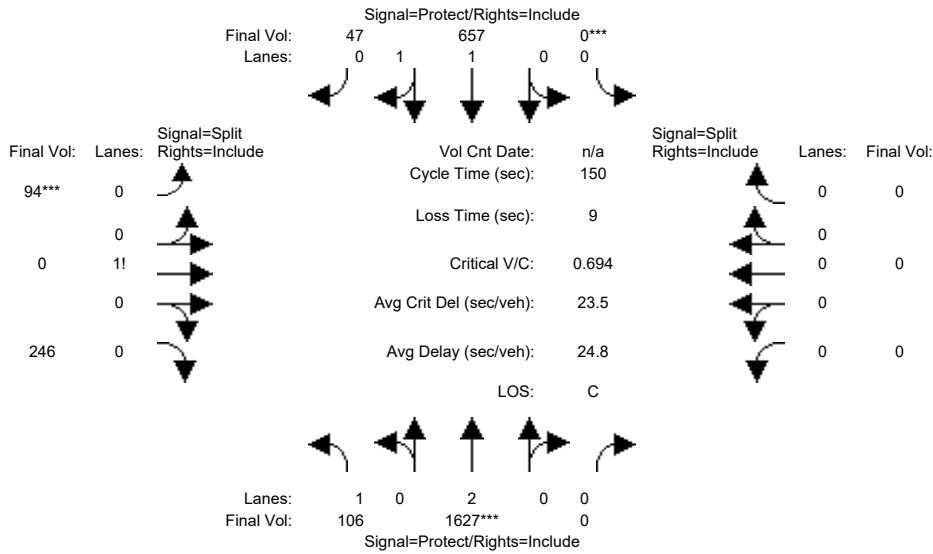 Signal=Protect/Rights=Include
Final Vol: 47 657 0***
Lanes: 0 1 1 0 0
Signal=Split
Final Vol: Lanes: Rights=Include
Vol Cnt Date: n/a
Signal=Split
Rights=Include Lanes: Final Vol:
Cycle Time (sec): 150
94*** 0
0 0
Loss Time (sec): 9
0
0
0 1! Critical V/C: 0.694 0 0
0 Avg Crit Del (sec/veh): 23.5 0
246 0 Avg Delay (sec/veh): 24.8 0 0
LOS: C
Lanes: 1 0 2 0 0
Final Vol: 106 1627*** 0
Signal=Protect/Rights=Include